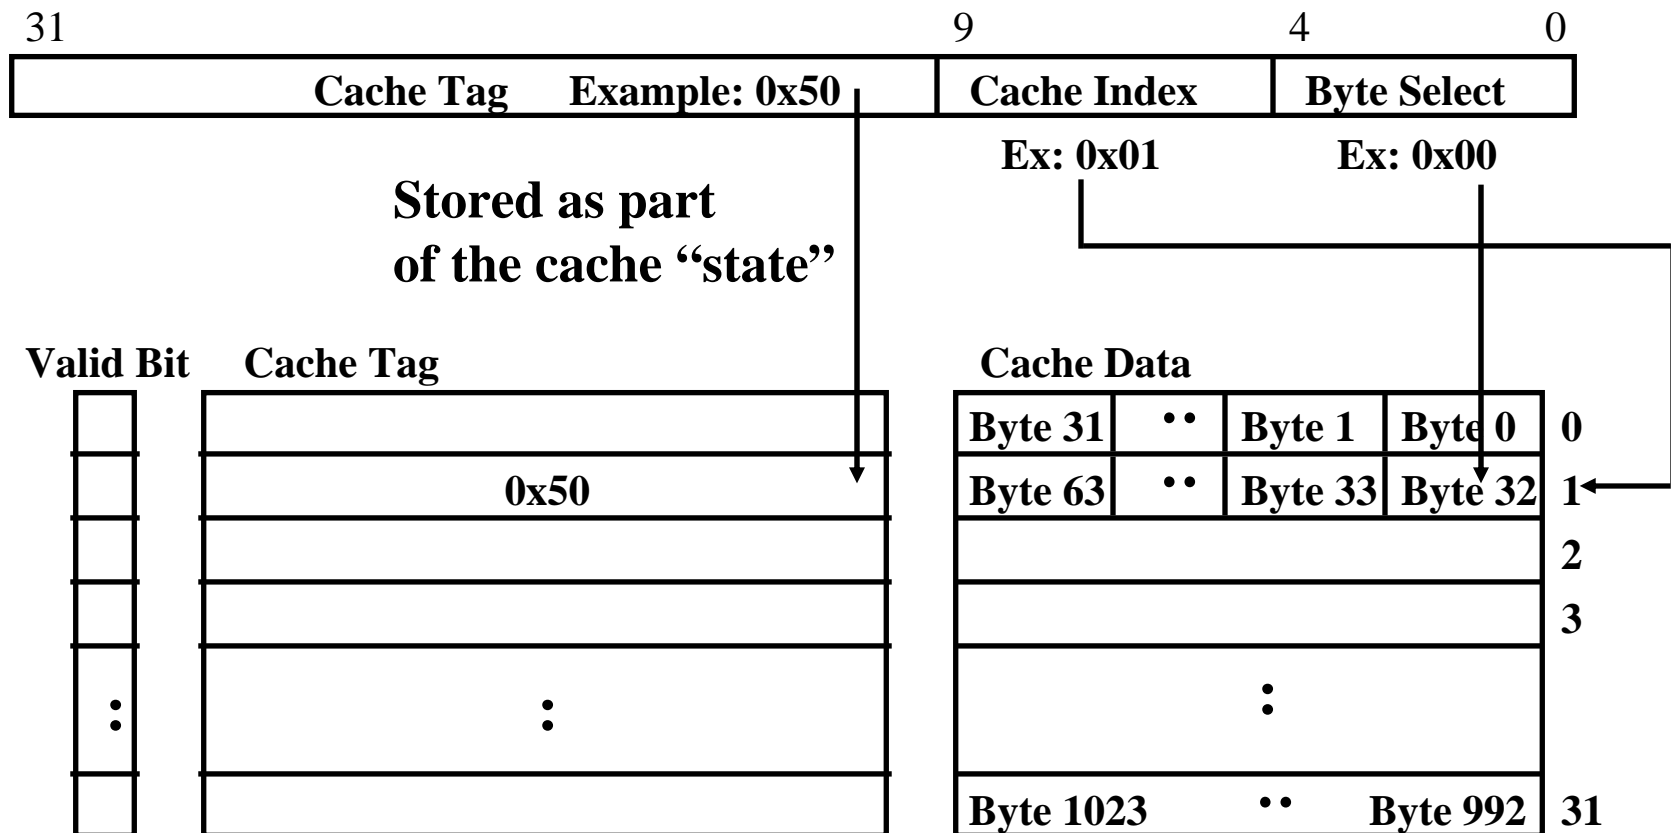 31 9 4 0
Cache Tag Example: 0x50 Cache Index Byte Select
Ex: 0x01 Ex: 0x00
Stored as part
of the cache “state”
Valid Bit Cache Tag Cache Data
Byte 31 •• Byte 1 Byte 0 0
0x50 Byte 63 •• Byte 33 Byte 32 1
2
3
: : :
Byte 1023 •• Byte 992 31